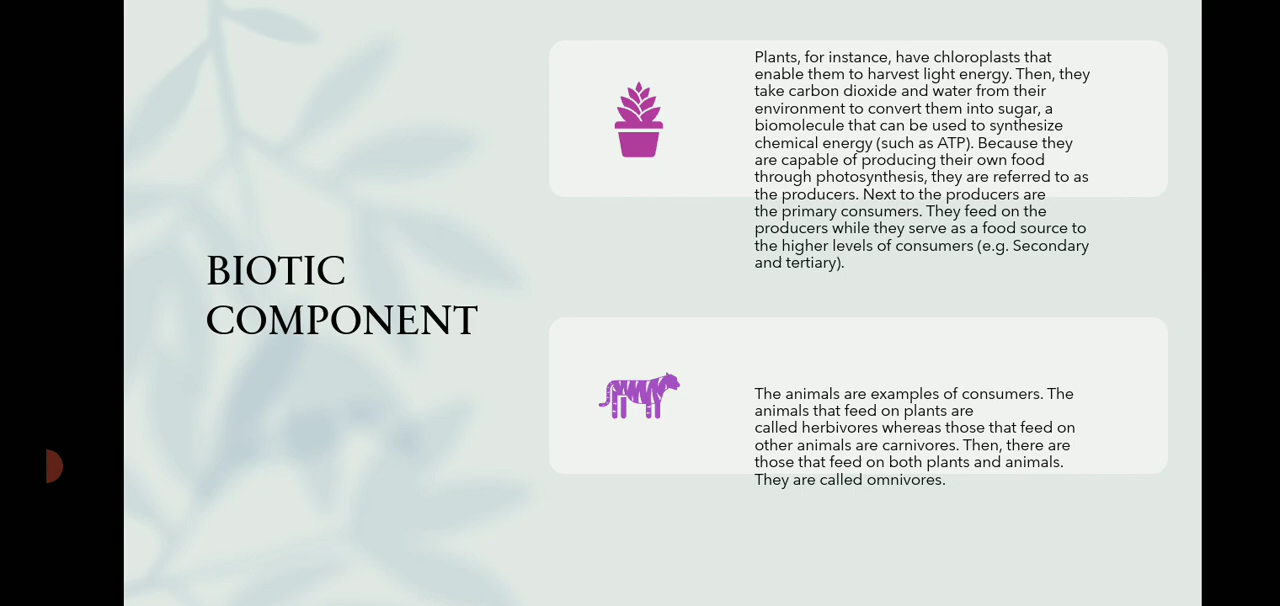 BIOTIC
COMPONENT
Plants, for instance, have chloroplasts that
enable them to harvest light energy. Then, they
take carbon dioxide and water from their
environment to convert them into sugar, a
biomolecule that can be used to synthesize
chemical energy (such as ATP). Because they
are capable of producing their own food
through photosynthesis, they are referred to as
the producers. Next to the producers are
the primary consumers. They feed on the
producers while they serve as a food source to
the higher levels of consumers (e.g. Secondary
and tertiary).
The animals are examples of consumers. The
animals that feed on plants are
called herbivores whereas those that feed on
other animals are carnivores. Then, there are
those that feed on both plants and animals.
They are called omnivores.